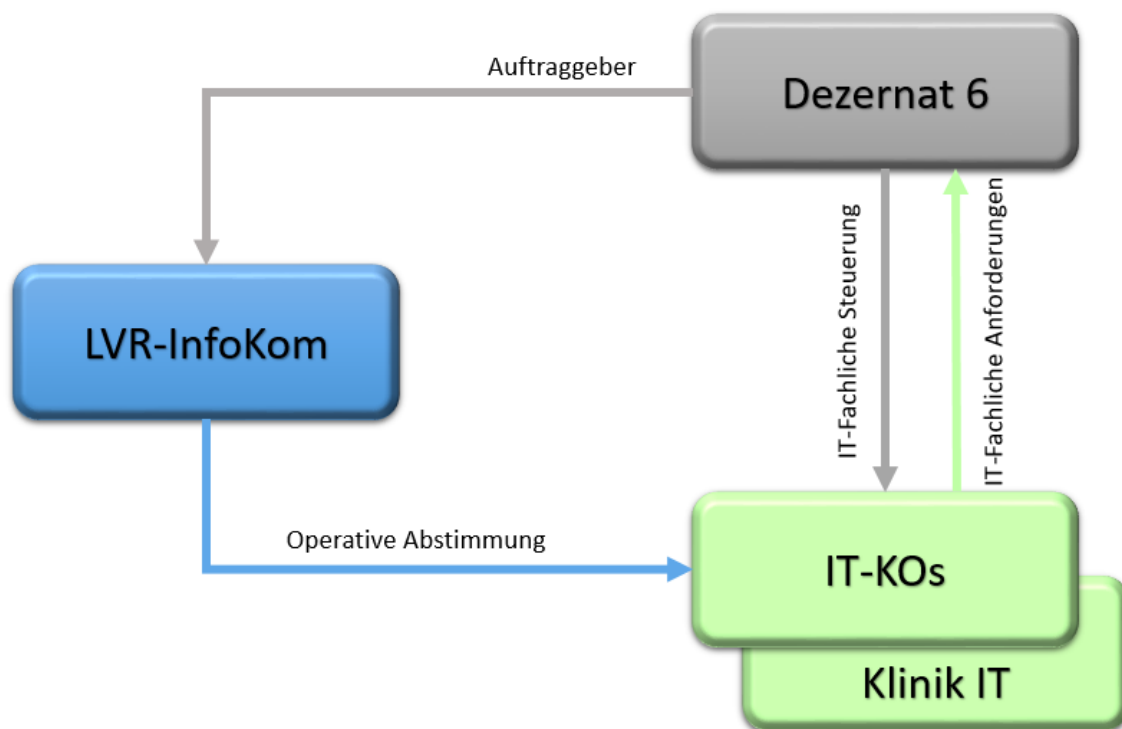 Auftraggeber
Dezernat 6
IT-Fachliche Steuerung
IT-Fachliche Anforderungen
LVR-InfoKom
Operative Abstimmung
IT-KOs
Klinik IT